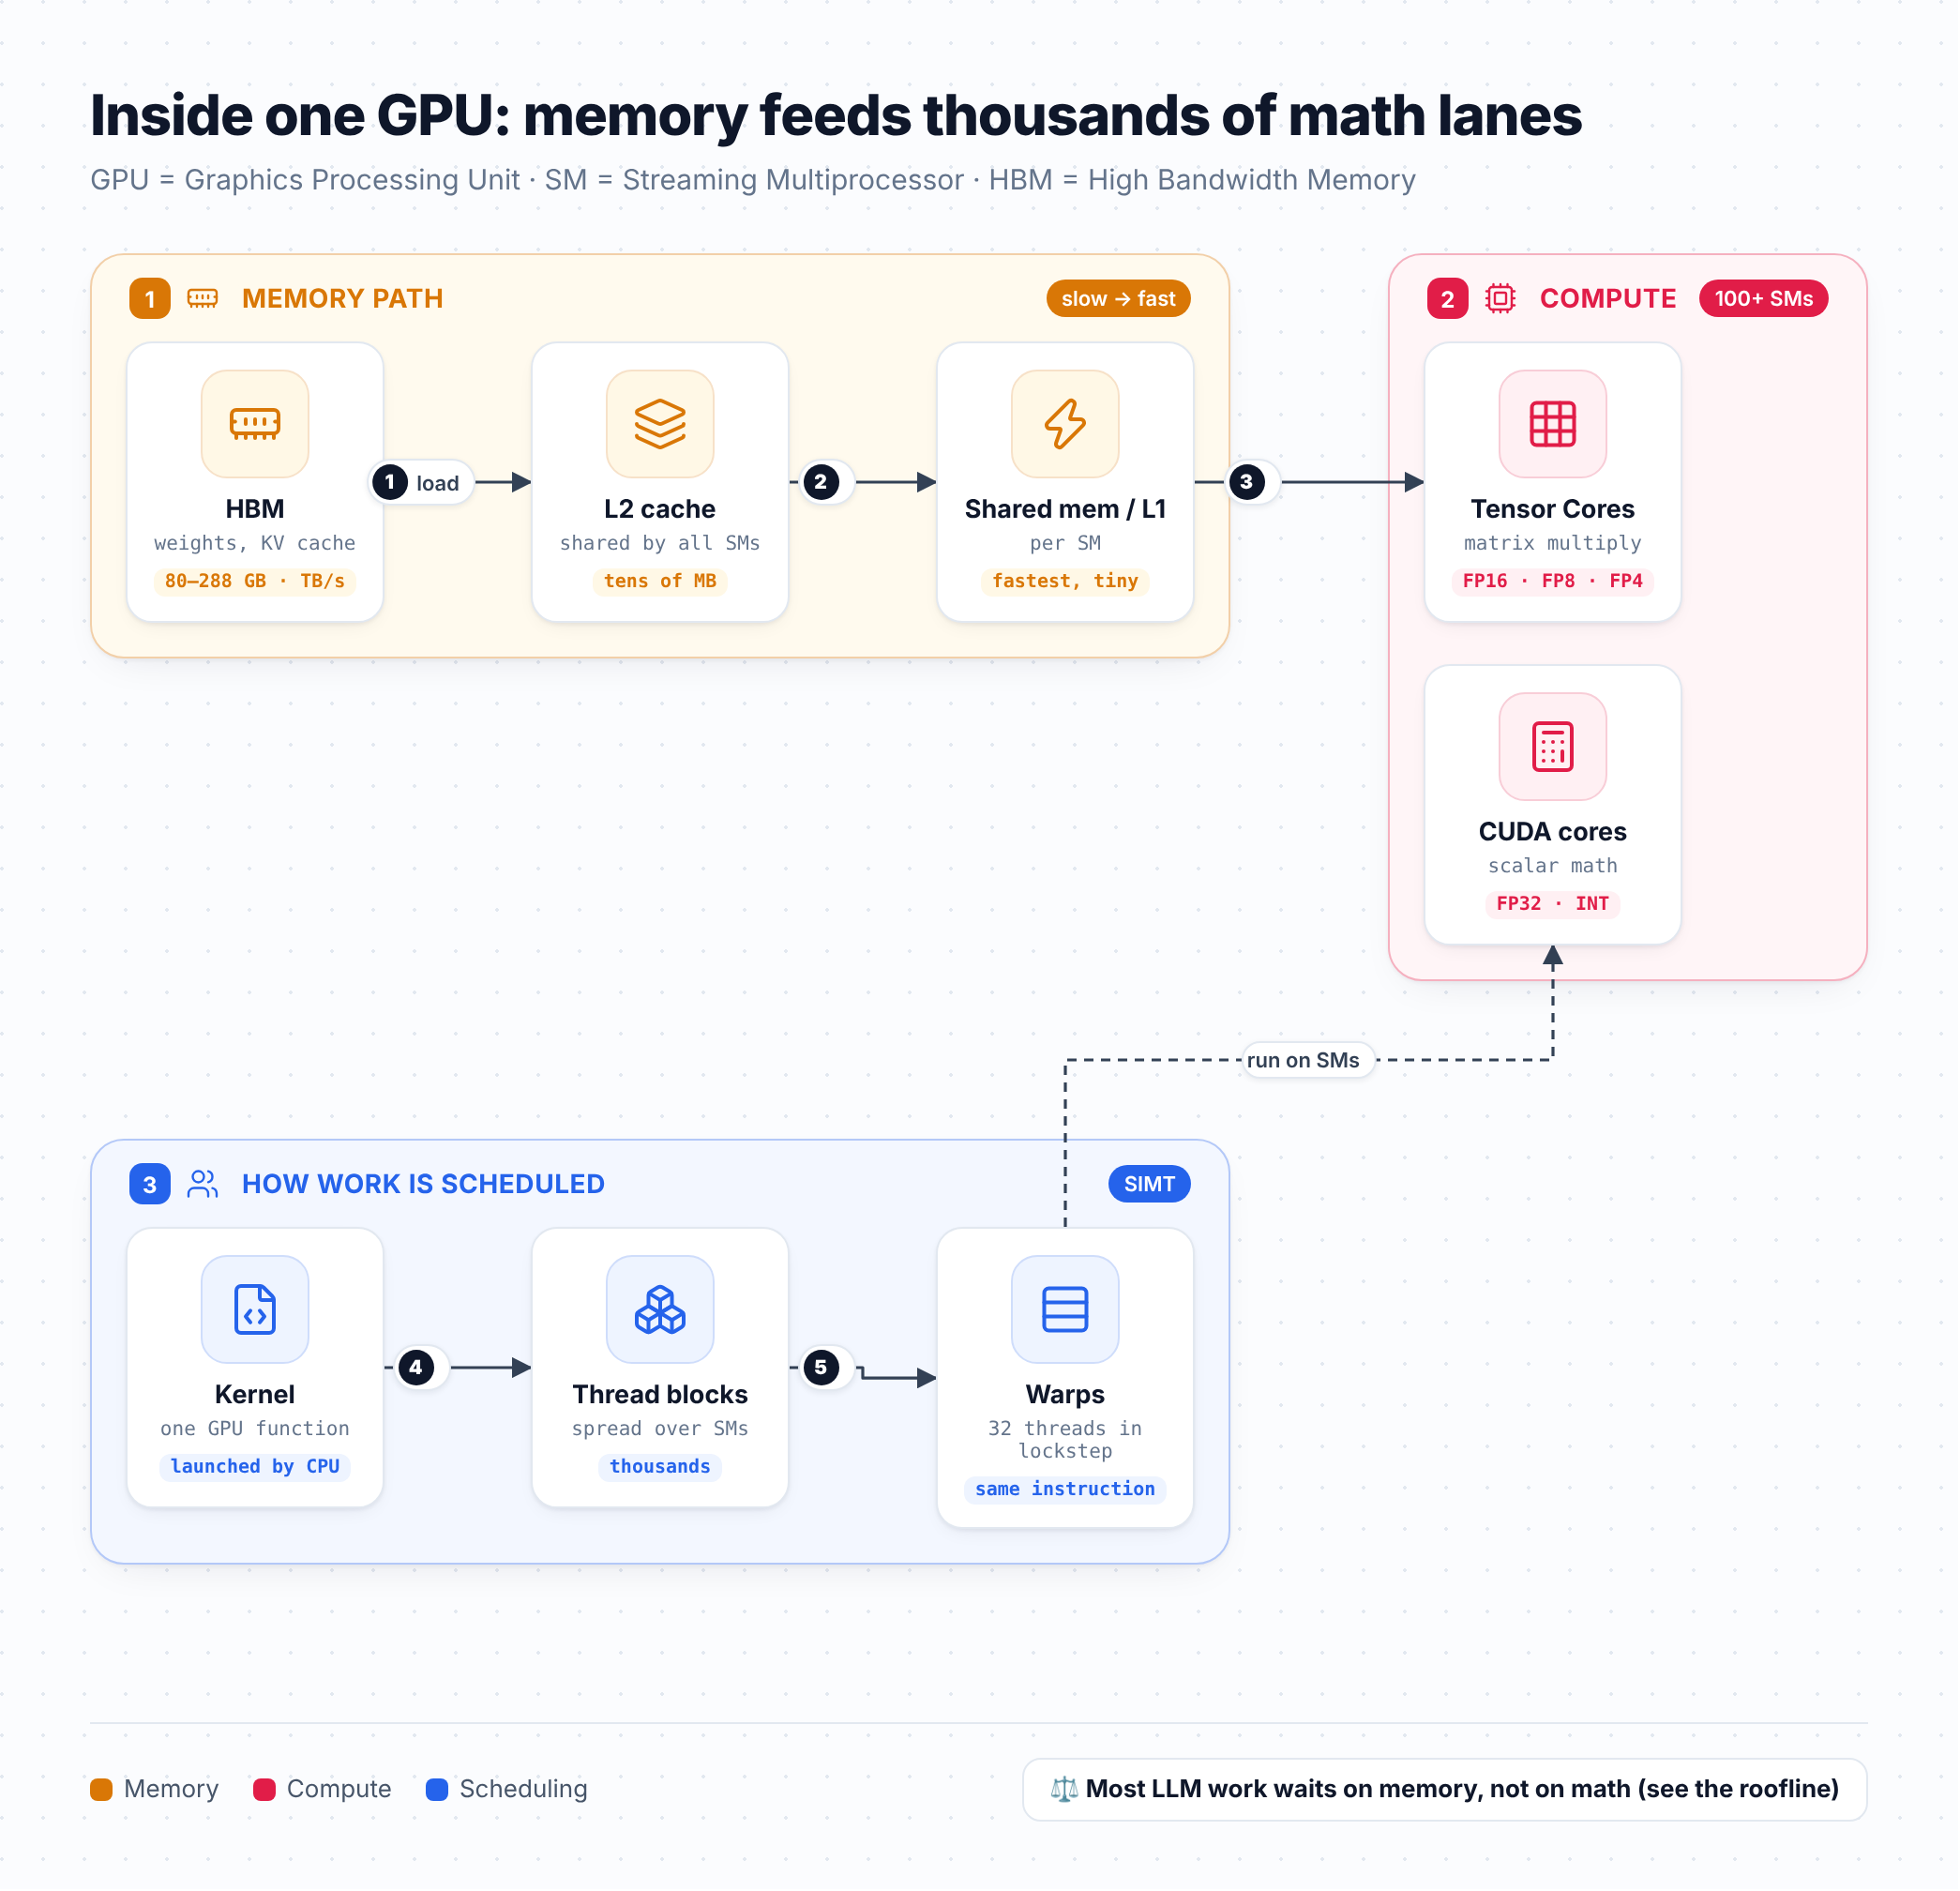 Inside one GPU: memory feeds thousands of math lanes
GPU = Graphics Processing Unit · SM = Streaming Multiprocessor · HBM = High Bandwidth Memory
1 MEMORY PATH
slow → fast
HBM
weights, KV cache
80–288 GB · TB/s
1 load
L2 cache
shared by all SMs
tens of MB
2
Shared mem / L1
per SM
fastest, tiny
3
2 COMPUTE
100+ SMs
Tensor Cores
matrix multiply
FP16 · FP8 · FP4
CUDA cores
scalar math
FP32 · INT
run on SMs
3 HOW WORK IS SCHEDULED
SIMT
Kernel
one GPU function
launched by CPU
4
Thread blocks
spread over SMs
thousands
5
Warps
32 threads in
lockstep
same instruction
Memory
Compute
Scheduling
⚖️ Most LLM work waits on memory, not on math (see the roofline)